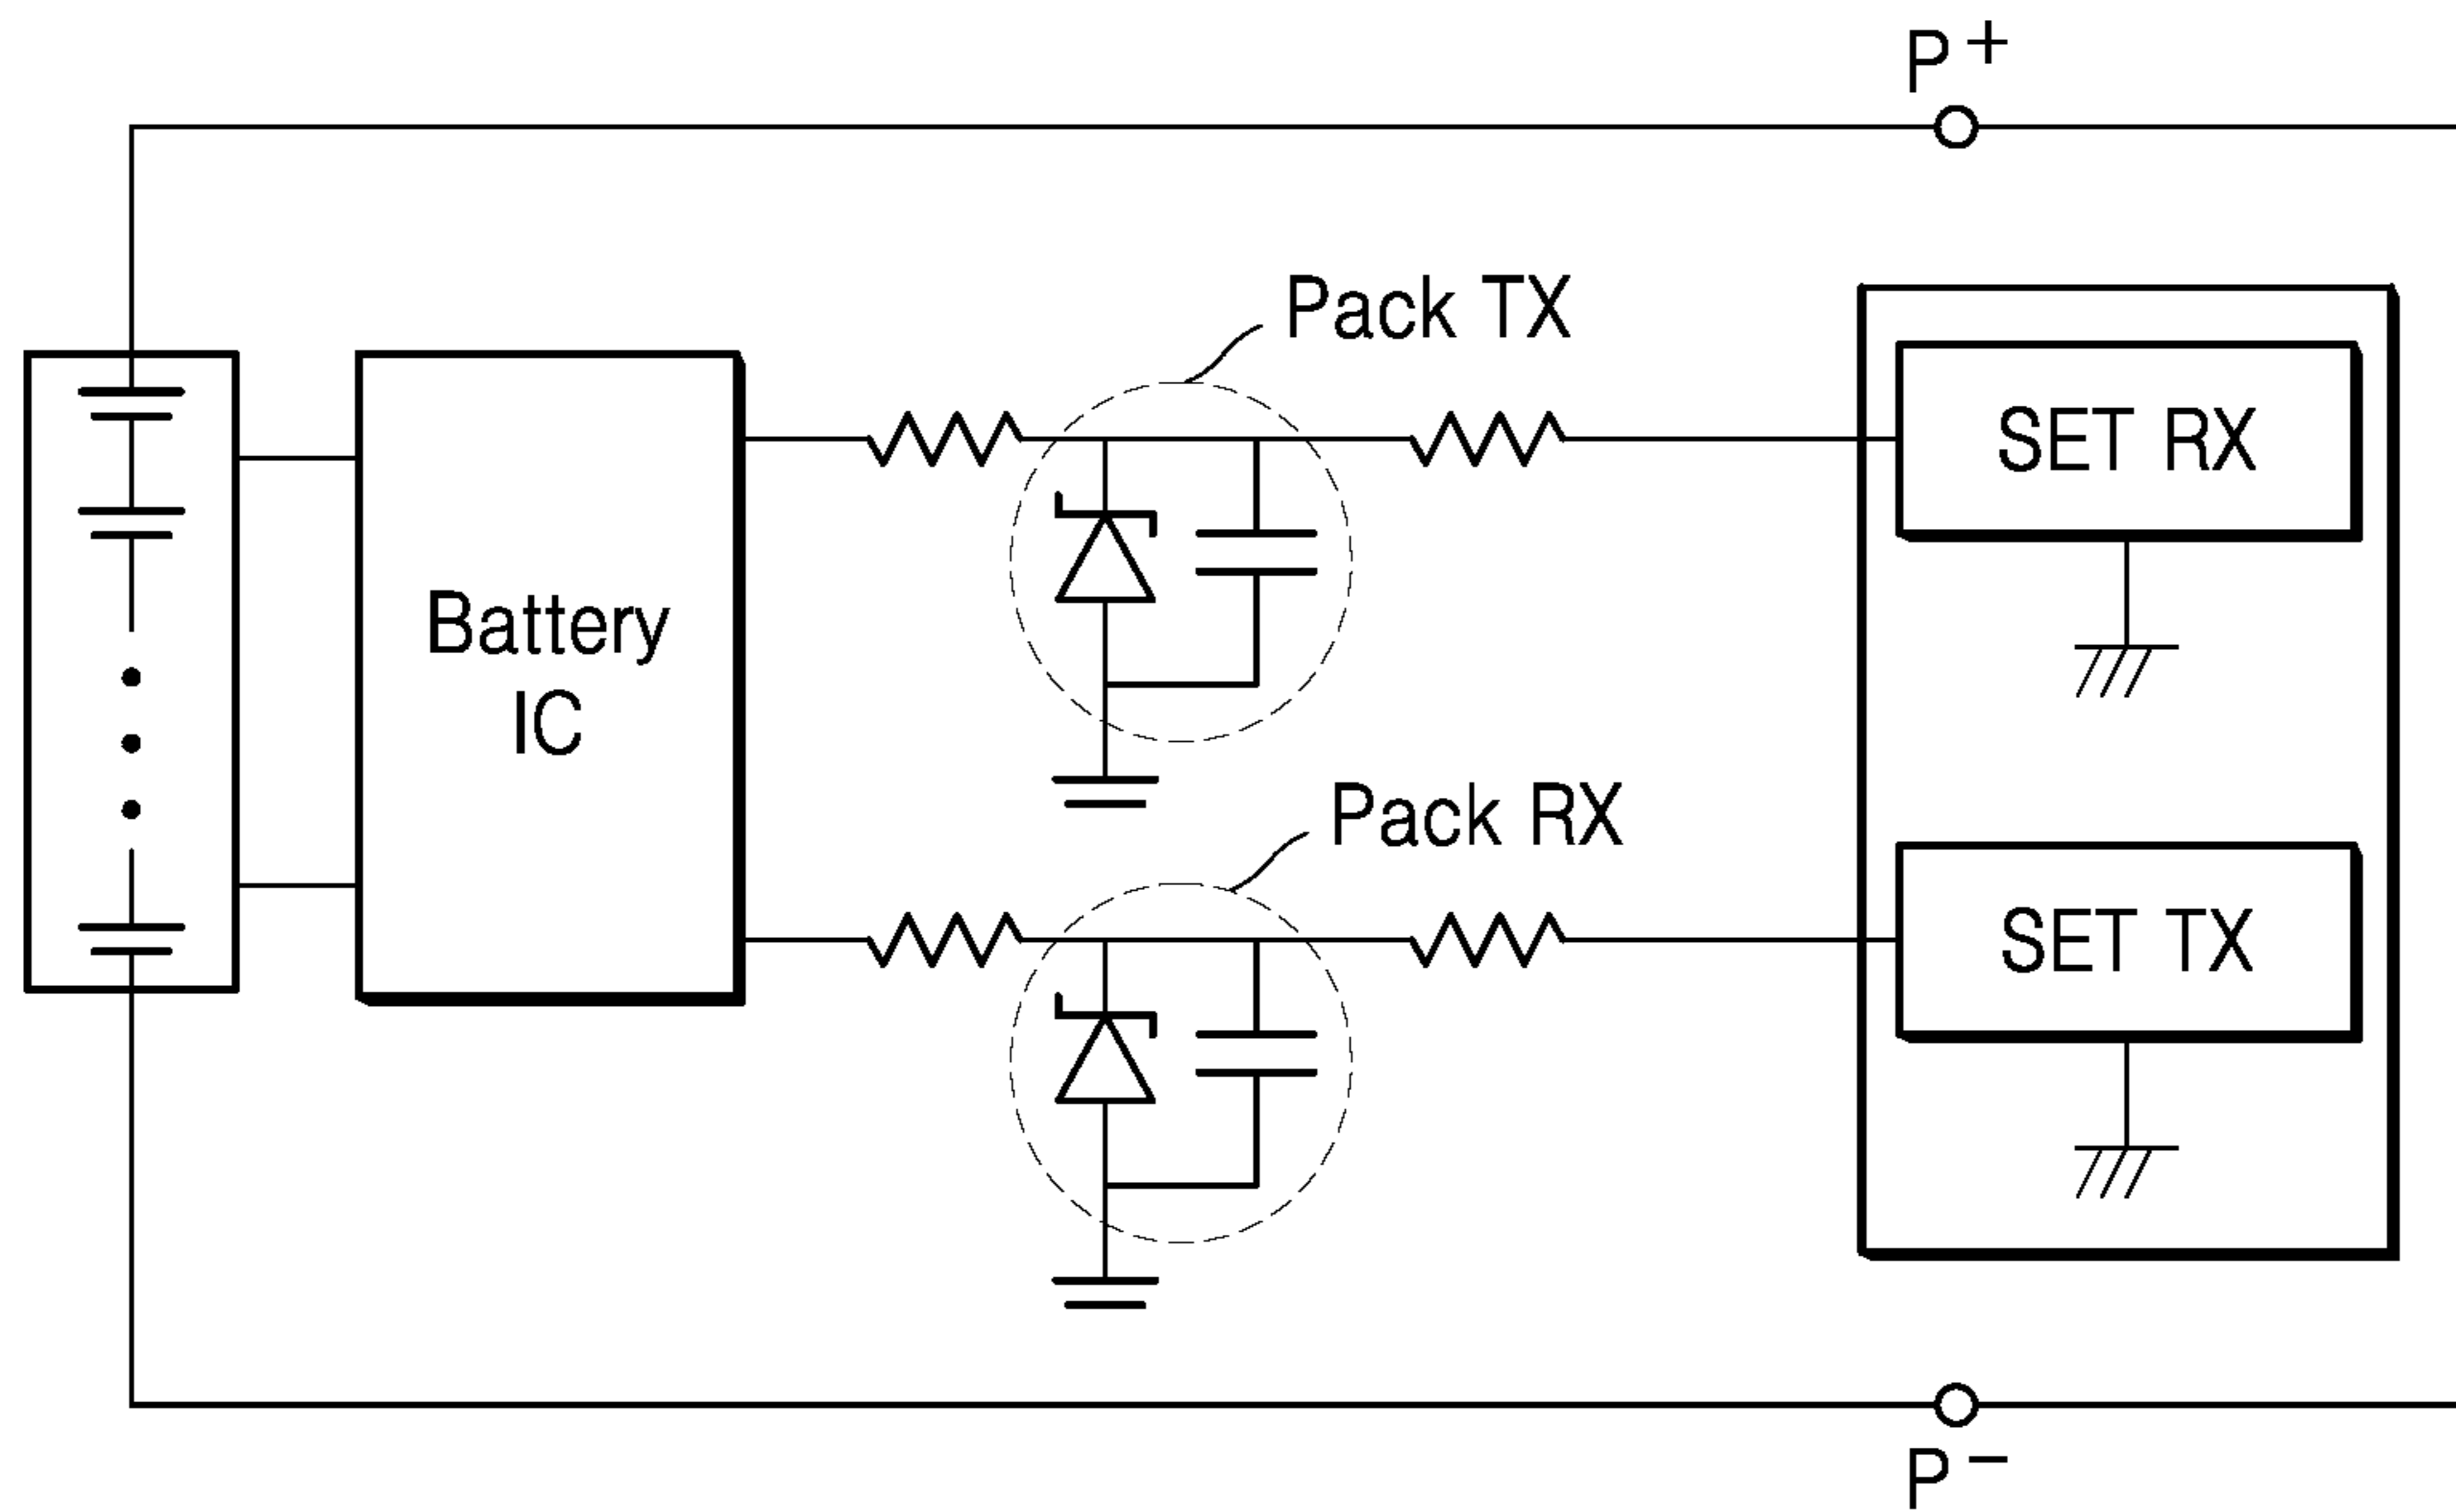 P+
Pack TX
SET RX
Battery
IC
Pack RX
SET TX
P−